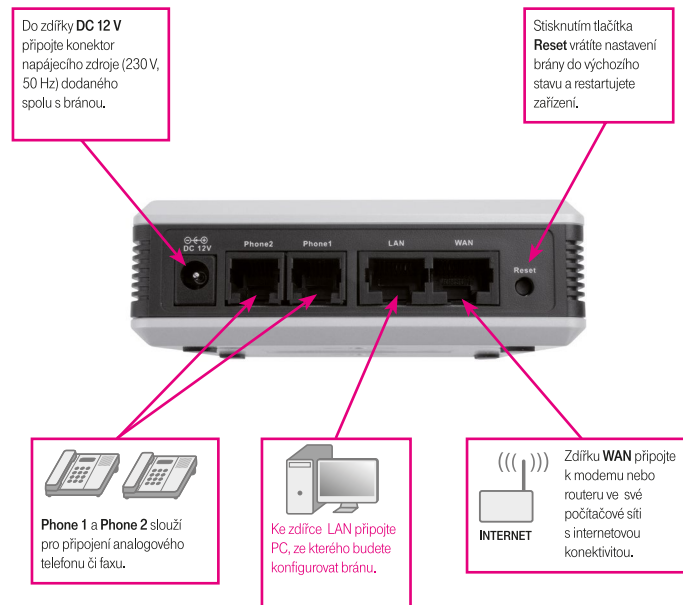 Do zdířky DC 12 V
připojte konektor
napájecího zdroje (230 V,
50 Hz) dodaného
spolu s bránou.
Stisknutím tlačítka
Reset vrátíte nastavení
brány do výchozího
stavu a restartujete
zařízení.
DC 12V
Phone2
Phone1
LAN
WAN
Reset
Phone 1 a Phone 2 slouží
pro připojení analogového
telefonu či faxu.
Ke zdířce LAN připojte
PC, ze kterého budete
konfigurovat bránu.
INTERNET
Zdířku WAN připojte
k modemu nebo
routeru ve své
počítačové síti
s internetovou
konektivitou.